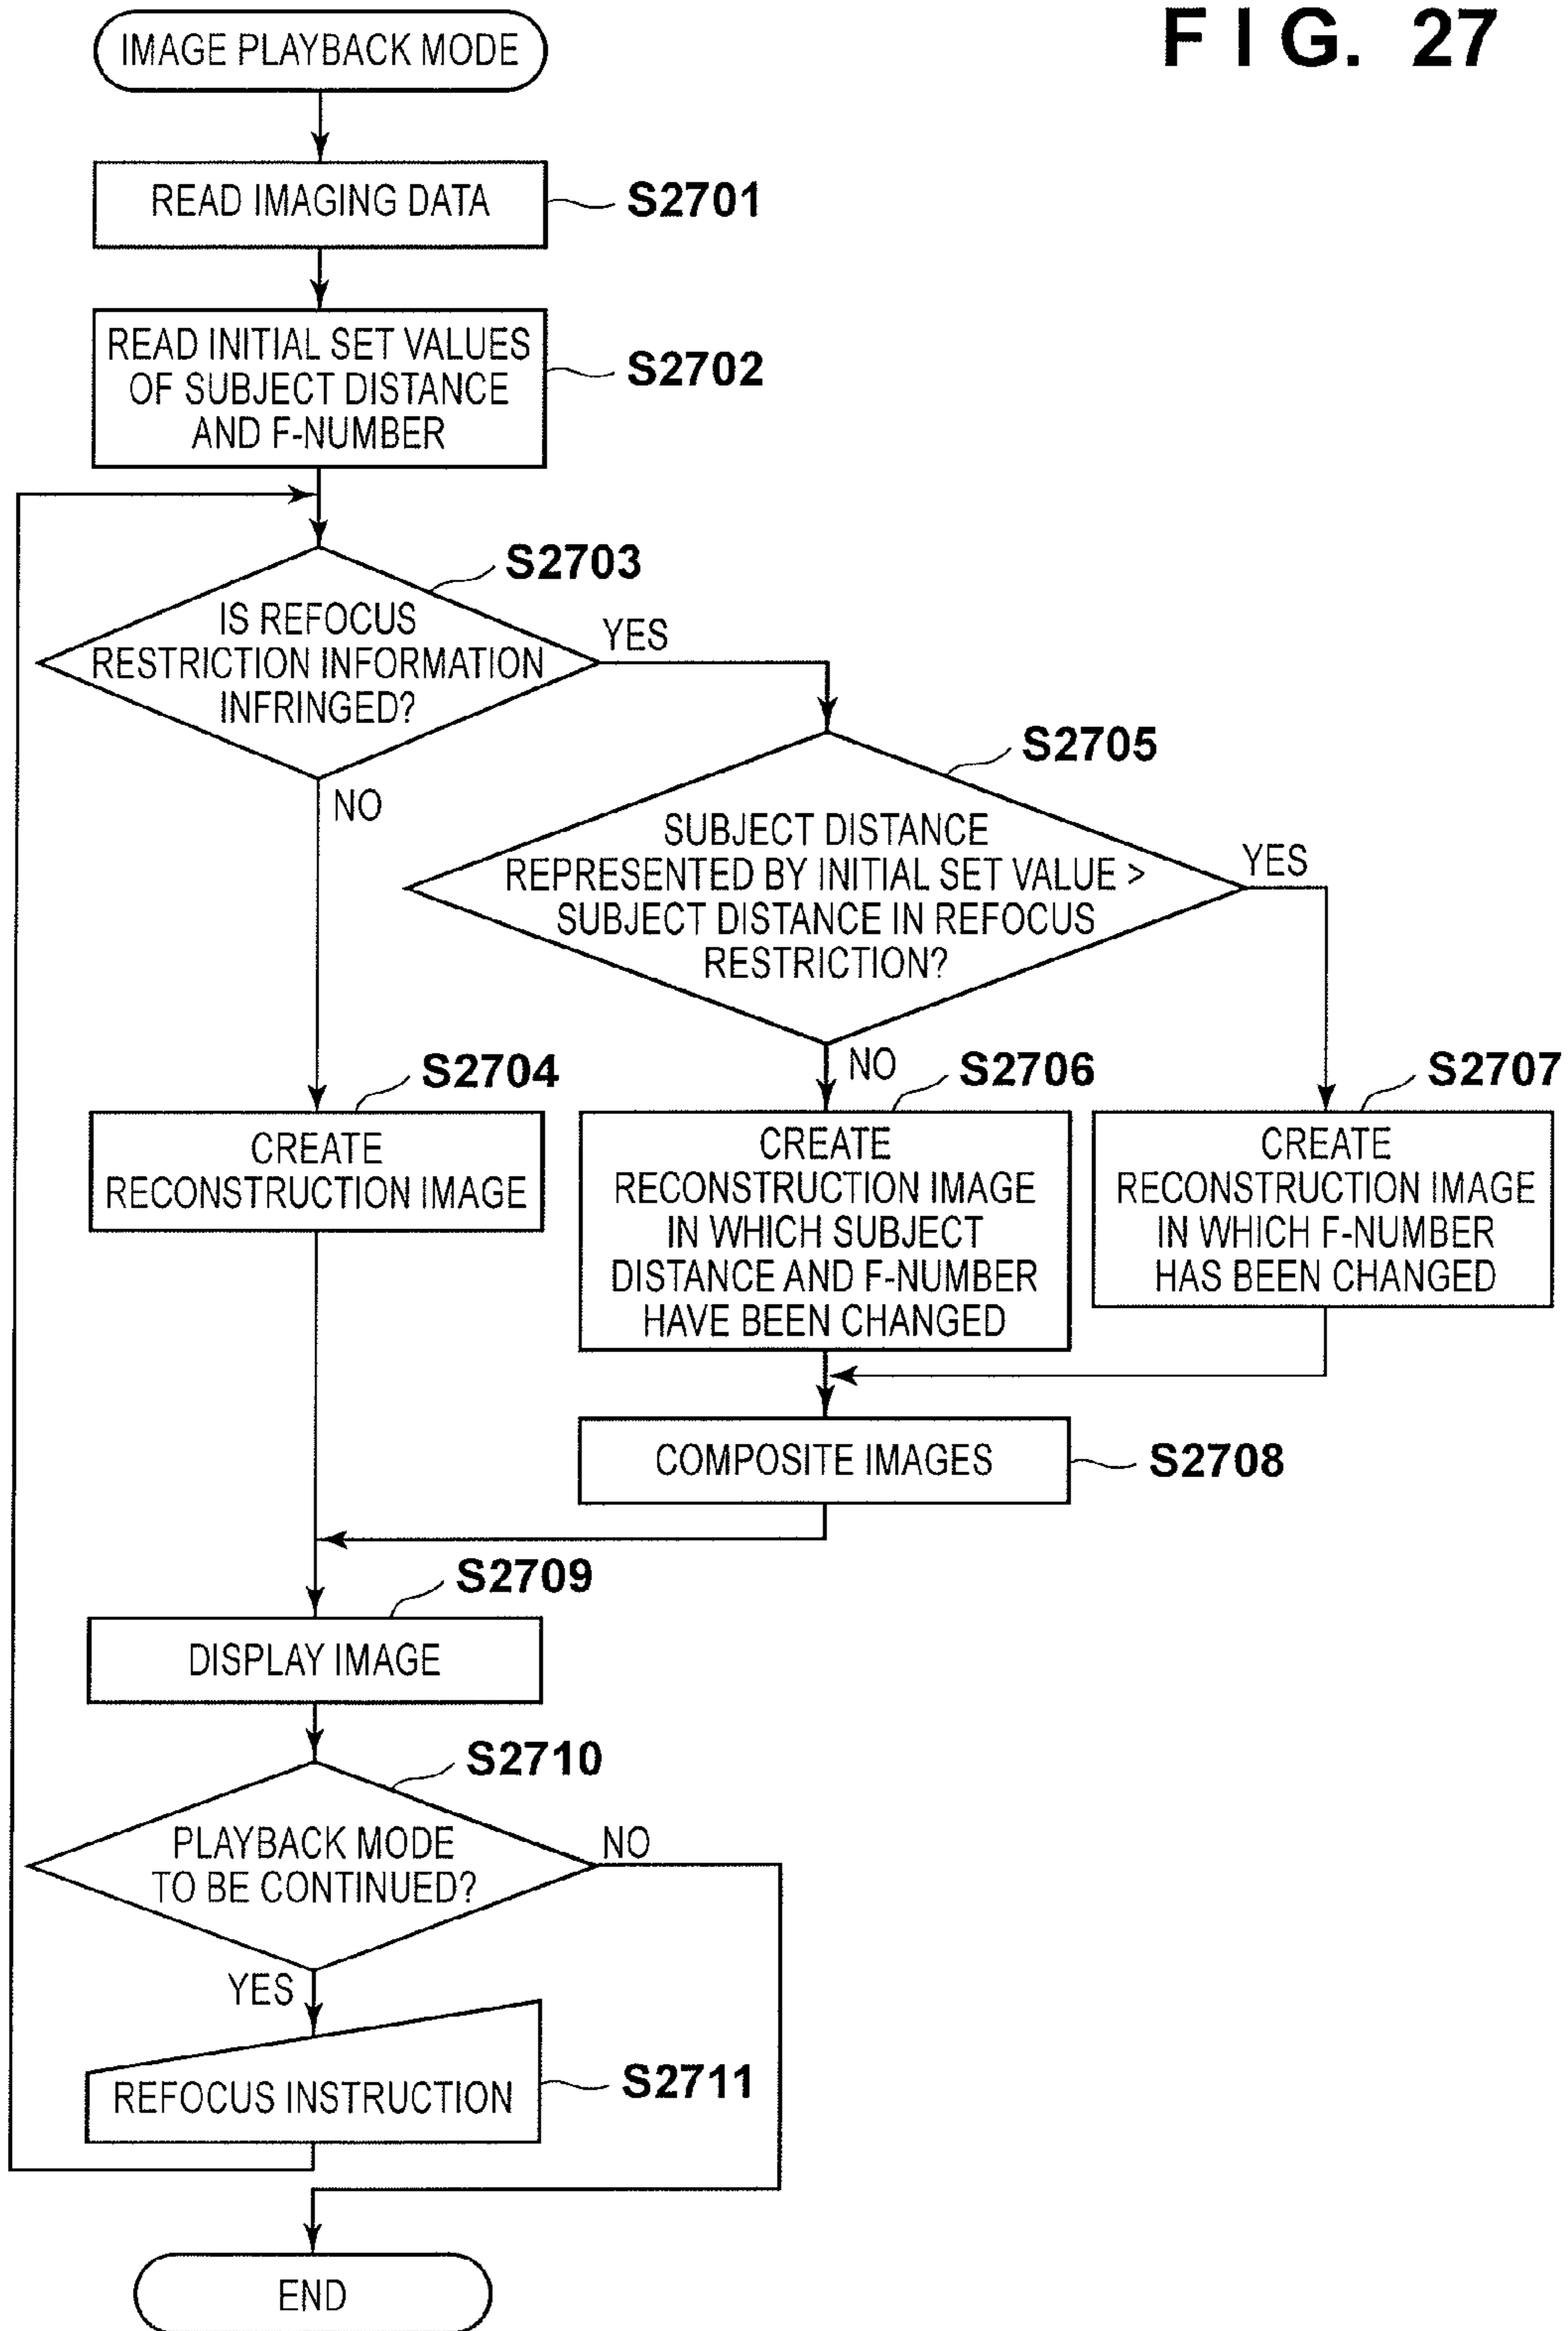 FIG. 27
IMAGE PLAYBACK MODE
READ IMAGING DATA
S2701
READ INITIAL SET VALUES
OF SUBJECT DISTANCE
AND F-NUMBER
S2702
S2703
IS REFOCUS
RESTRICTION INFORMATION
INFRINGED?
YES
NO
S2705
SUBJECT DISTANCE
REPRESENTED BY INITIAL SET VALUE >
SUBJECT DISTANCE IN REFOCUS
RESTRICTION?
YES
NO
S2704
CREATE
RECONSTRUCTION IMAGE
S2706
CREATE
RECONSTRUCTION IMAGE
IN WHICH SUBJECT
DISTANCE AND F-NUMBER
HAVE BEEN CHANGED
S2707
CREATE
RECONSTRUCTION IMAGE
IN WHICH F-NUMBER
HAS BEEN CHANGED
COMPOSITE IMAGES
S2708
S2709
DISPLAY IMAGE
S2710
PLAYBACK MODE
TO BE CONTINUED?
NO
YES
REFOCUS INSTRUCTION
S2711
END